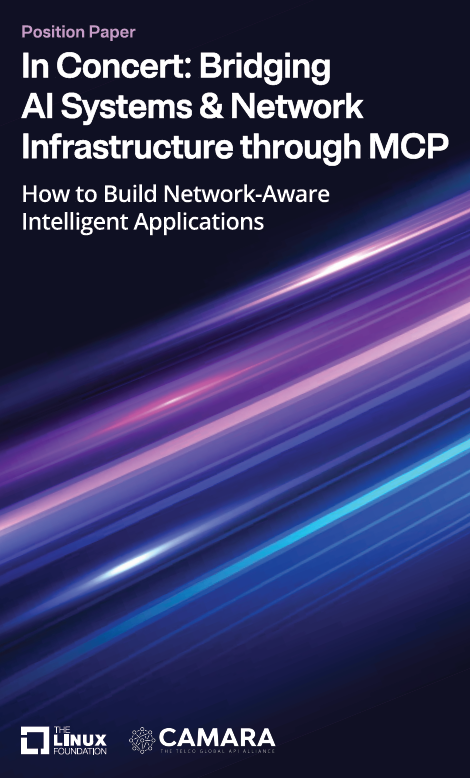 Position Paper
In Concert: Bridging
AI Systems & Network
Infrastructure through MCP
How to Build Network-Aware
Intelligent Applications
THE
LINUX
FOUNDATION
CAMARA
THE TELCO GLOBAL API ALLIANCE